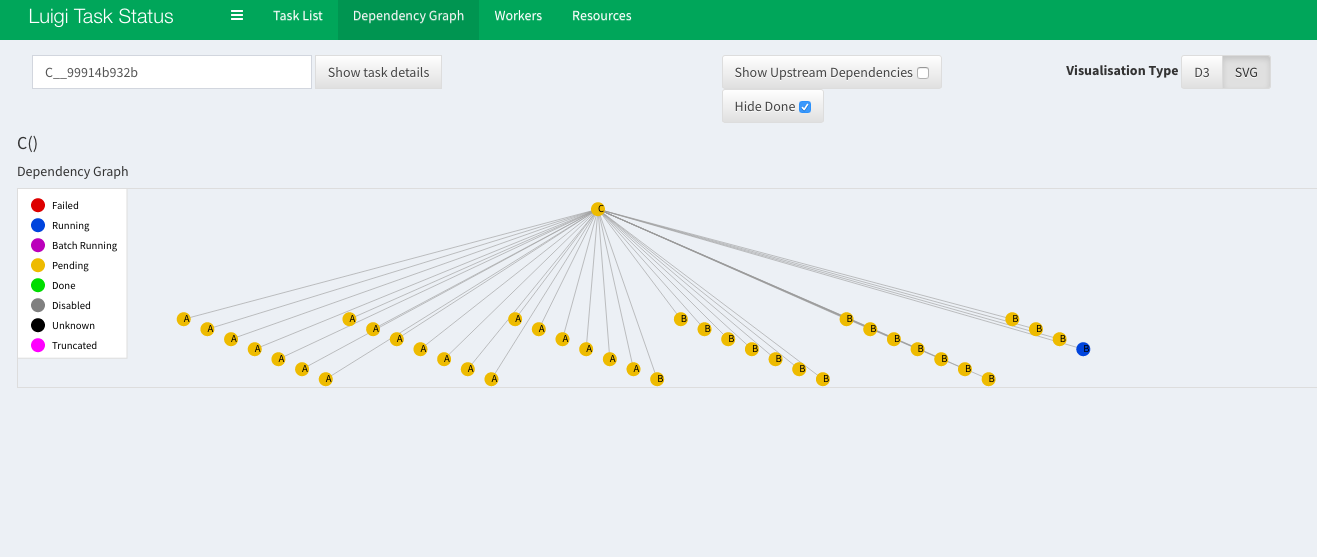 Luigi Task Status Task List Dependency Graph Workers Resources
C__99914b932b Show task details Show Upstream Dependencies Visualisation Type D3 SVG
Hide Done
C()
Dependency Graph
Failed
Running
Batch Running
Pending
Done
Disabled
Unknown
Truncated
C
A A A B B B
A A A B B B
A A A B B B
A A A B B B
A A A B B
A A A B B
A A B B B